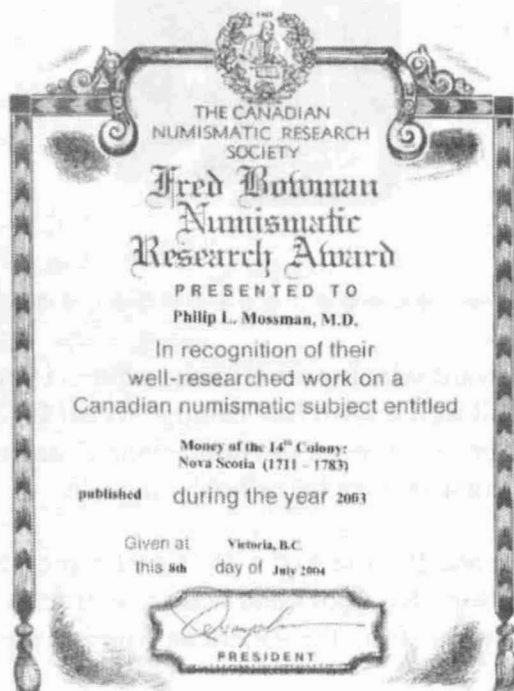 THE CANADIAN
NUMISMATIC RESEARCH
SOCIETY
Fred Bowman
Numismatic
Research Award
PRESENTED TO
Philip L. Mossman, M.D.
In recognition of their
well-researched work on a
Canadian numismatic subject entitled
Money of the 14th Colony:
Nova Scotia (1711 – 1783)
published during the year 2003
Given at Victoria, B.C.
this 8th day of July 2004
PRESIDENT